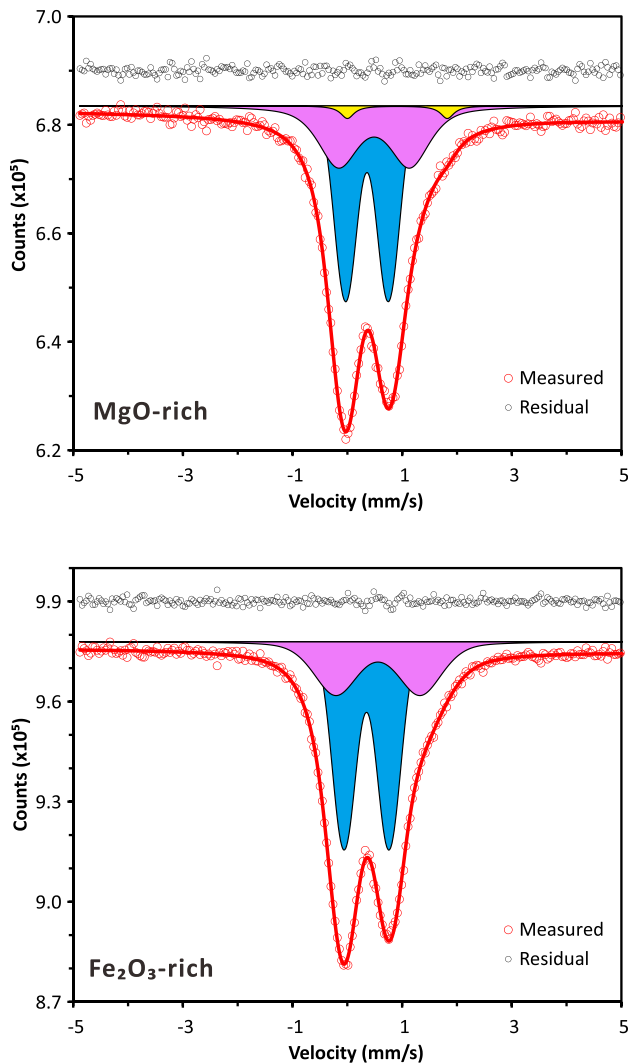 7.0
6.8
6.6
6.4
6.2
Counts (x10⁵)
MgO-rich
Measured
Residual
-5
-3
-1
1
3
5
Velocity (mm/s)
9.9
9.6
9.3
9.0
8.7
Counts (x10⁵)
Fe₂O₃-rich
Measured
Residual
-5
-3
-1
1
3
5
Velocity (mm/s)